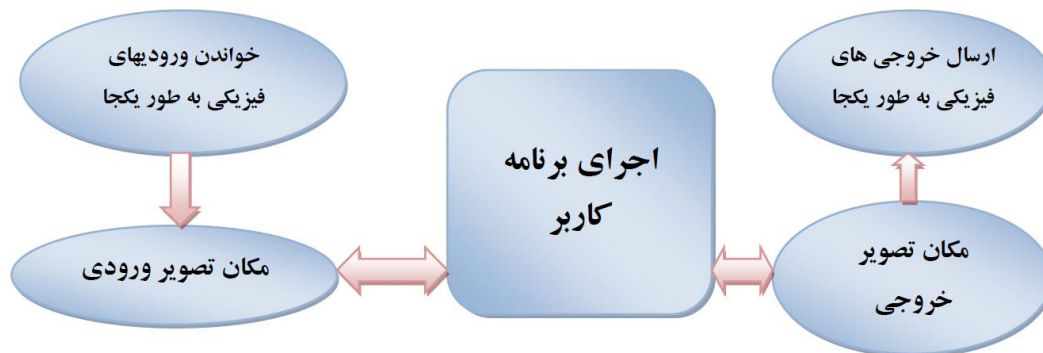 خواندن ورودیهای
فیزیکی به طور یکجا
مکان تصویر ورودی
اجرای برنامه
کاربر
ارسال خروجی های
فیزیکی به طور یکجا
مکان تصویر
خروجی